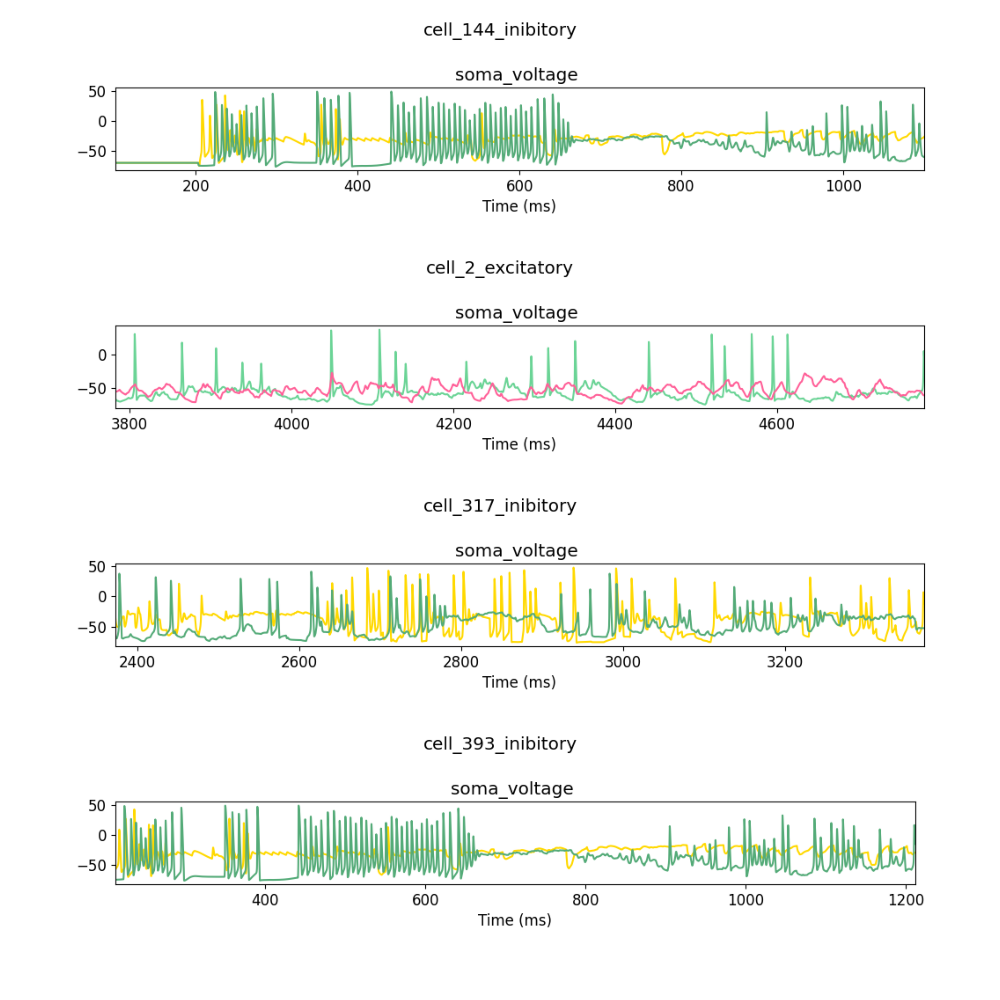 cell_144_inibitory
soma_voltage
50
0
−50
200 400 600 800 1000
Time (ms)
cell_2_excitatory
soma_voltage
0
−50
3800 4000 4200 4400 4600
Time (ms)
cell_317_inibitory
soma_voltage
50
0
−50
2400 2600 2800 3000 3200
Time (ms)
cell_393_inibitory
soma_voltage
50
0
−50
400 600 800 1000 1200
Time (ms)